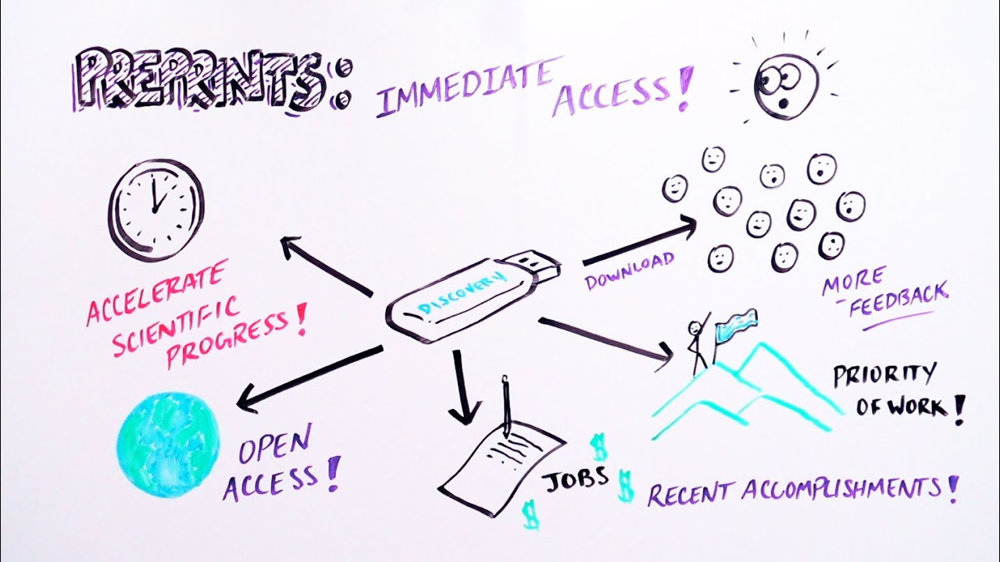 PREPRINTS:
IMMEDIATE ACCESS!
ACCELERATE
SCIENTIFIC
PROGRESS!
DISCOVERY
DOWNLOAD
MORE
FEEDBACK
PRIORITY
OF WORK!
OPEN
ACCESS!
$
JOBS
$
$
RECENT ACCOMPLISHMENTS!